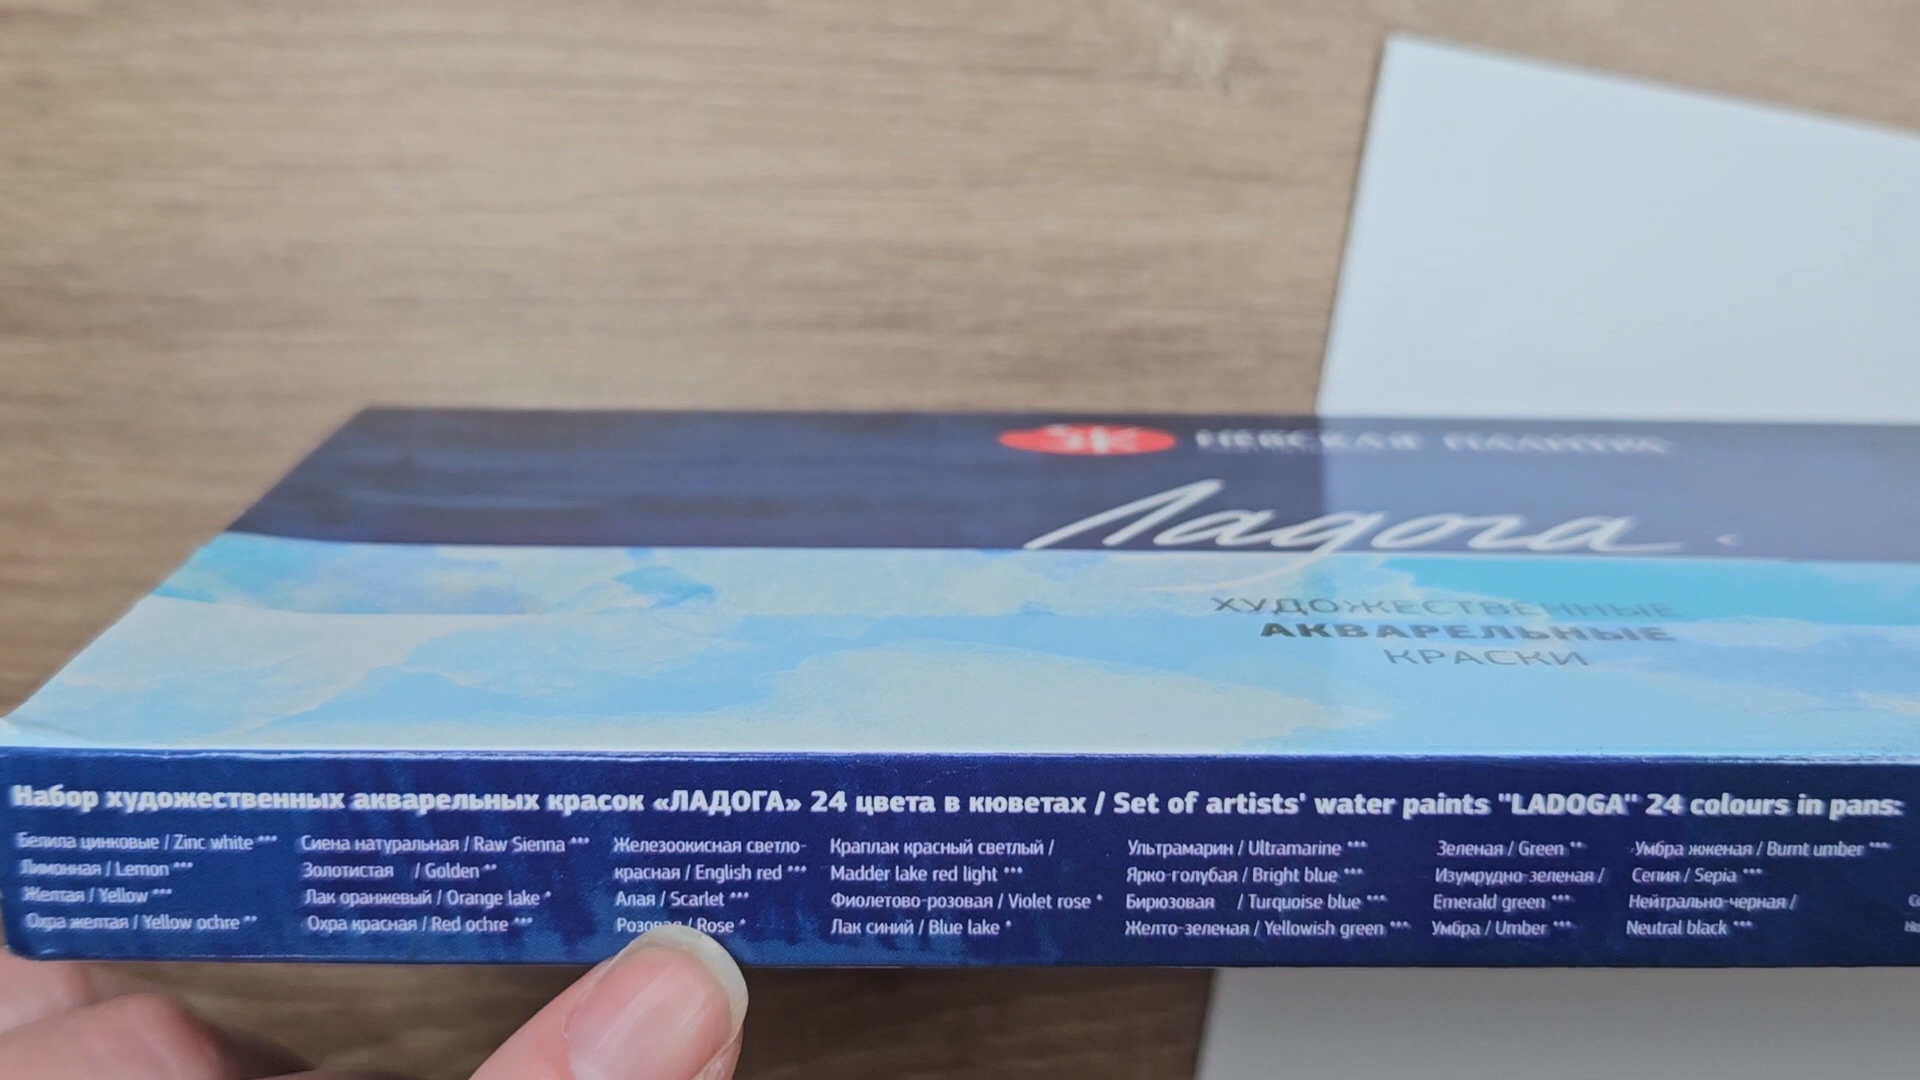 НЕВСКАЯ ПАЛИТРА
Ладога
ХУДОЖЕСТВЕННЫЕ
АКВАРЕЛЬНЫЕ
КРАСКИ
Набор художественных акварельных красок «ЛАДОГА» 24 цвета в кюветах / Set of artists' water paints "LADOGA" 24 colours in pans:
Белила цинковые / Zinc white ***
Лимонная / Lemon ***
Желтая / Yellow ***
Охра желтая / Yellow ochre **
Сиена натуральная / Raw Sienna ***
Золотистая / Golden **
Лак оранжевый / Orange lake *
Охра красная / Red ochre ***
Железоокисная светло-
красная / English red ***
Алая / Scarlet ***
Розовая / Rose *
Краплак красный светлый /
Madder lake red light ***
Фиолетово-розовая / Violet rose *
Лак синий / Blue lake *
Ультрамарин / Ultramarine ***
Ярко-голубая / Bright blue ***
Бирюзовая / Turquoise blue ***
Желто-зеленая / Yellowish green ***
Зеленая / Green **
Изумрудно-зеленая /
Emerald green ***
Умбра / Umber ***
Умбра жженая / Burnt umber ***
Сепия / Sepia ***
Нейтрально-черная /
Neutral black ***